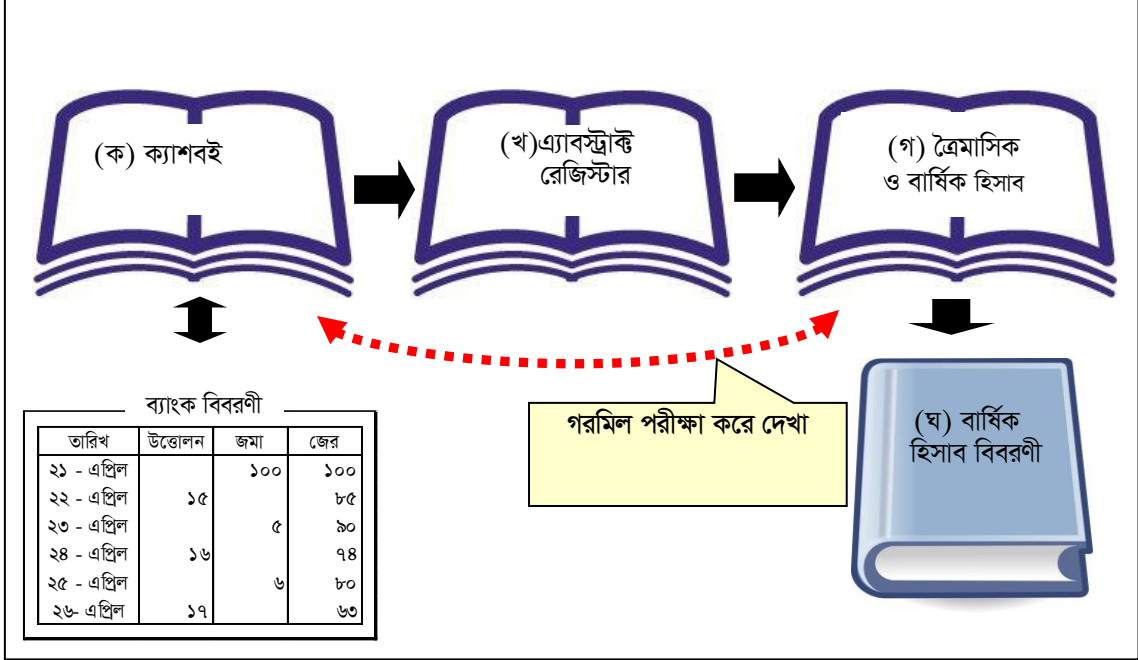 (ক) ক্যাশবই
(খ)এ্যাবস্ট্রাক্ট
রেজিস্টার
(গ) ত্রৈমাসিক
ও বার্ষিক হিসাব
ব্যাংক বিবরণী
তারিখ উত্তোলন জমা জের
২১ - এপ্রিল ১০০ ১০০
২২ - এপ্রিল ১৫ ৮৫
২৩ - এপ্রিল ৫ ৯০
২৪ - এপ্রিল ১৬ ৭৪
২৫ - এপ্রিল ৬ ৮০
২৬- এপ্রিল ১৭ ৬৩
গরমিল পরীক্ষা করে দেখা
(ঘ) বার্ষিক
হিসাব বিবরণী